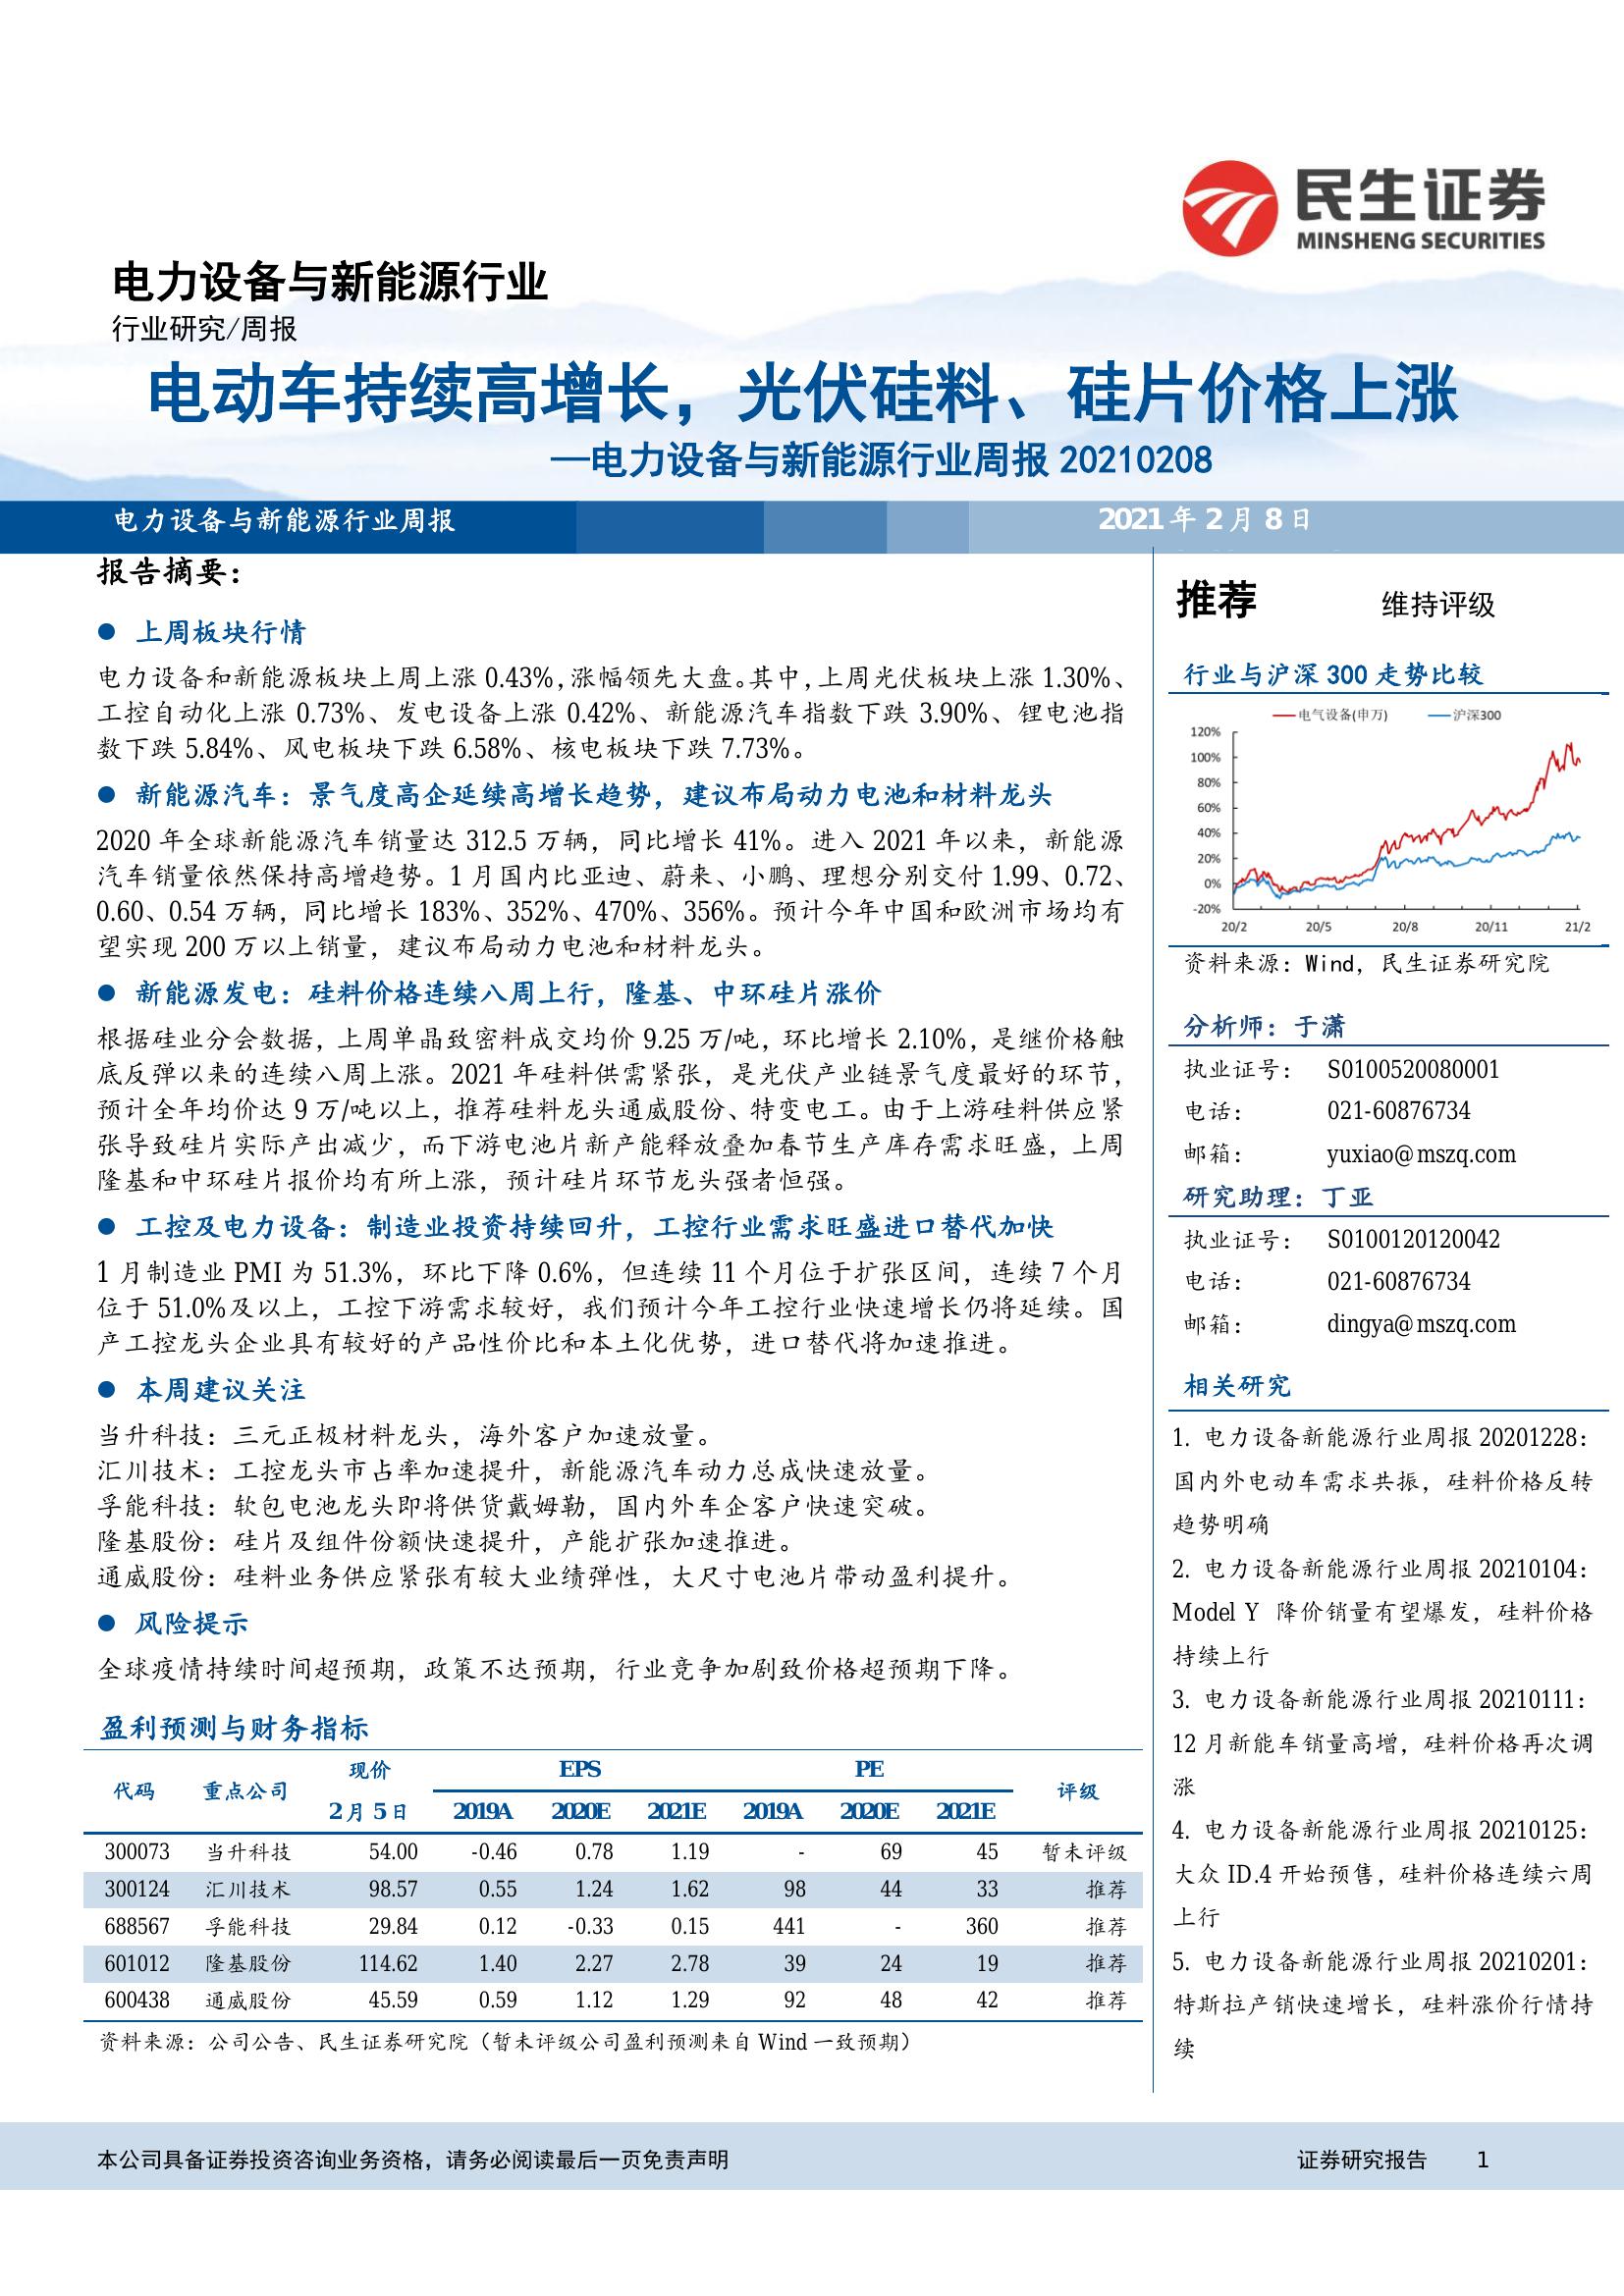 民生证券
MINSHENG SECURITIES
电力设备与新能源行业
行业研究/周报
电动车持续高增长，光伏硅料、硅片价格上涨
—电力设备与新能源行业周报 20210208
电力设备与新能源行业周报
2021 年 2 月 8 日
报告摘要：
● 上周板块行情
电力设备和新能源板块上周上涨 0.43%，涨幅领先大盘。其中，上周光伏板块上涨 1.30%、
工控自动化上涨 0.73%、发电设备上涨 0.42%、新能源汽车指数下跌 3.90%、锂电池指
数下跌 5.84%、风电板块下跌 6.58%、核电板块下跌 7.73%。
● 新能源汽车：景气度高企延续高增长趋势，建议布局动力电池和材料龙头
2020 年全球新能源汽车销量达 312.5 万辆，同比增长 41%。进入 2021 年以来，新能源
汽车销量依然保持高增趋势。1 月国内比亚迪、蔚来、小鹏、理想分别交付 1.99、0.72、
0.60、0.54 万辆，同比增长 183%、352%、470%、356%。预计今年中国和欧洲市场均有
望实现 200 万以上销量，建议布局动力电池和材料龙头。
● 新能源发电：硅料价格连续八周上行，隆基、中环硅片涨价
根据硅业分会数据，上周单晶致密料成交均价 9.25 万/吨，环比增长 2.10%，是继价格触
底反弹以来的连续八周上涨。2021 年硅料供需紧张，是光伏产业链景气度最好的环节，
预计全年均价达 9 万/吨以上，推荐硅料龙头通威股份、特变电工。由于上游硅料供应紧
张导致硅片实际产出减少，而下游电池片新产能释放叠加春节生产库存需求旺盛，上周
隆基和中环硅片报价均有所上涨，预计硅片环节龙头强者恒强。
● 工控及电力设备：制造业投资持续回升，工控行业需求旺盛进口替代加快
1 月制造业 PMI 为 51.3%，环比下降 0.6%，但连续 11 个月位于扩张区间，连续 7 个月
位于 51.0%及以上，工控下游需求较好，我们预计今年工控行业快速增长仍将延续。国
产工控龙头企业具有较好的产品性价比和本土化优势，进口替代将加速推进。
● 本周建议关注
当升科技：三元正极材料龙头，海外客户加速放量。
汇川技术：工控龙头市占率加速提升，新能源汽车动力总成快速放量。
孚能科技：软包电池龙头即将供货戴姆勒，国内外车企客户快速突破。
隆基股份：硅片及组件份额快速提升，产能扩张加速推进。
通威股份：硅料业务供应紧张有较大业绩弹性，大尺寸电池片带动盈利提升。
● 风险提示
全球疫情持续时间超预期，政策不达预期，行业竞争加剧致价格超预期下降。
盈利预测与财务指标
代码 重点公司 现价 EPS PE 评级
2 月 5 日 2019A 2020E 2021E 2019A 2020E 2021E
300073 当升科技 54.00 -0.46 0.78 1.19 - 69 45 暂未评级
300124 汇川技术 98.57 0.55 1.24 1.62 98 44 33 推荐
688567 孚能科技 29.84 0.12 -0.33 0.15 441 - 360 推荐
601012 隆基股份 114.62 1.40 2.27 2.78 39 24 19 推荐
600438 通威股份 45.59 0.59 1.12 1.29 92 48 42 推荐
资料来源：公司公告、民生证券研究院（暂未评级公司盈利预测来自 Wind 一致预期）
推荐 维持评级
行业与沪深 300 走势比较
电气设备(申万) 沪深300
120%
100%
80%
60%
40%
20%
0%
-20%
20/2 20/5 20/8 20/11 21/2
资料来源：Wind，民生证券研究院
分析师：于潇
执业证号： S0100520080001
电话： 021-60876734
邮箱： yuxiao@mszq.com
研究助理：丁亚
执业证号： S0100120120042
电话： 021-60876734
邮箱： dingya@mszq.com
相关研究
1. 电力设备新能源行业周报 20201228：
国内外电动车需求共振，硅料价格反转
趋势明确
2. 电力设备新能源行业周报 20210104：
Model Y 降价销量有望爆发，硅料价格
持续上行
3. 电力设备新能源行业周报 20210111：
12 月新能车销量高增，硅料价格再次调
涨
4. 电力设备新能源行业周报 20210125：
大众 ID.4 开始预售，硅料价格连续六周
上行
5. 电力设备新能源行业周报 20210201：
特斯拉产销快速增长，硅料涨价行情持
续
本公司具备证券投资咨询业务资格，请务必阅读最后一页免责声明
证券研究报告 1